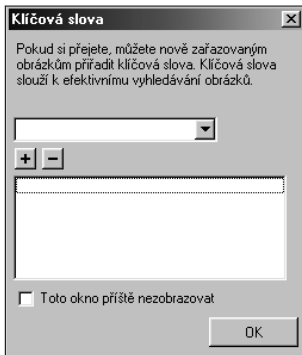 Klíčová slova
Pokud si přejete, můžete nově zařazovaným
obrázkům přiřadit klíčová slova. Klíčová slova
slouží k efektivnímu vyhledávání obrázků.
Toto okno příště nezobrazovat
OK